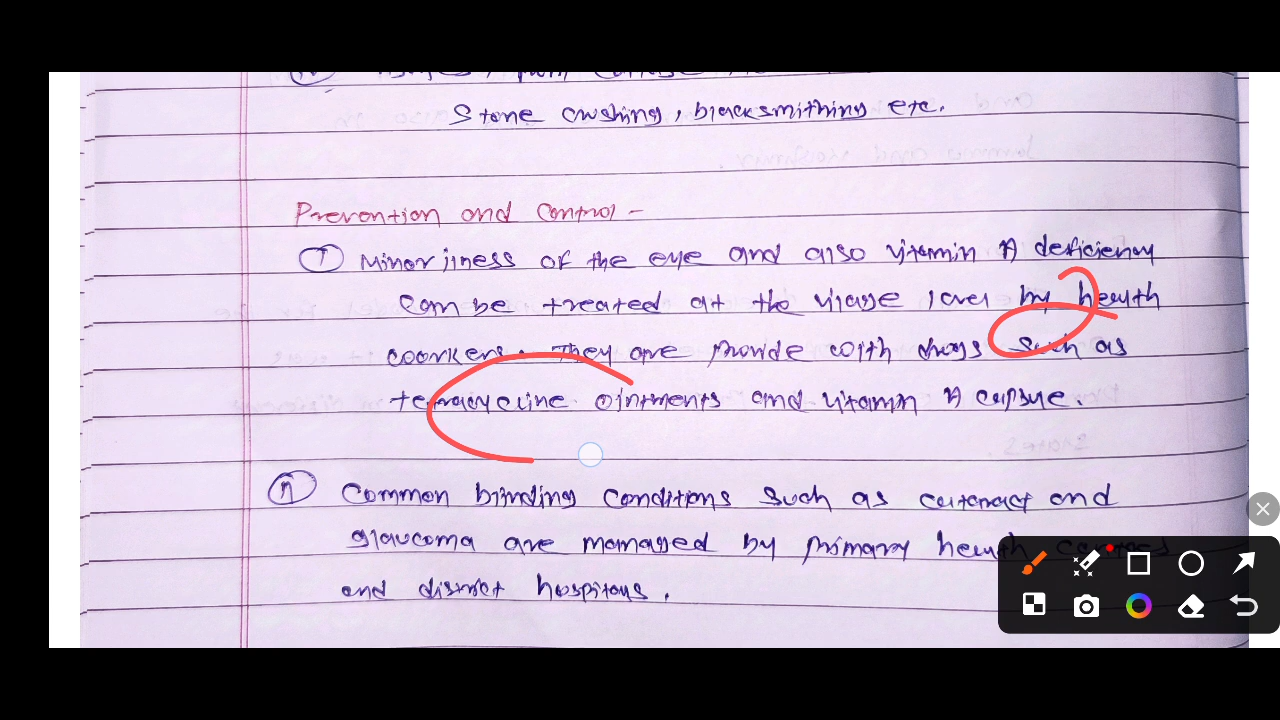 Stone crushing, blacksmithing etc.
Prevention and Control -
I Minor illness of the eye and also vitamin A deficiency
can be treated at the village level by health
workers. They are provide with drugs such as
tetracycline ointments and vitamin A capsule.
II Common blinding conditions such as cataract and
glaucoma are managed by primary health centres
and district hospitals.